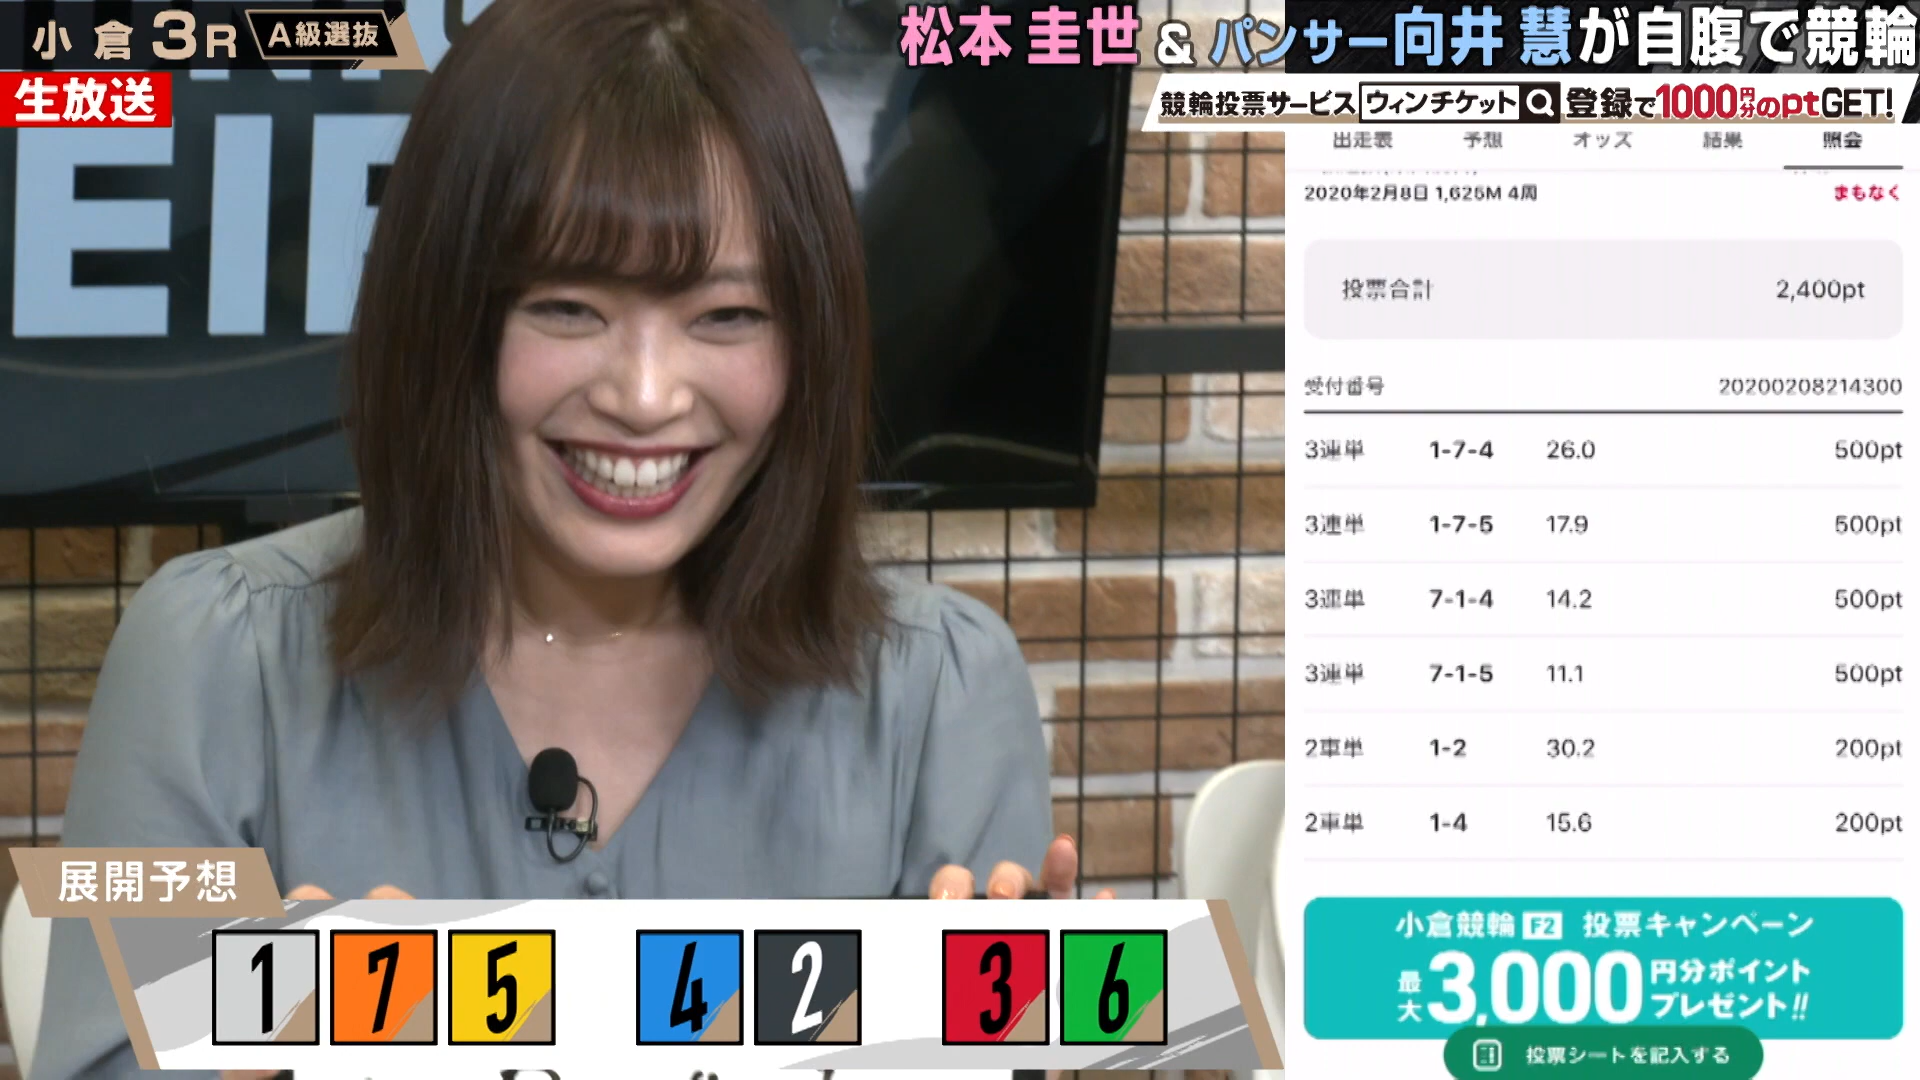 小倉3R A級選抜
生放送
松本圭世&パンサー向井慧が自腹で競輪
競輪投票サービス ウィンチケット 登録で1000円分のptGET!
EIR
出走表 予想 オッズ 結果 照会
2020年2月8日 1,625M 4周 まもなく
投票合計 2,400pt
受付番号 20200208214300
3連単 1-7-4 26.0 500pt
3連単 1-7-5 17.9 500pt
3連単 7-1-4 14.2 500pt
3連単 7-1-5 11.1 500pt
2車単 1-2 30.2 200pt
2車単 1-4 15.6 200pt
小倉競輪 F2 投票キャンペーン
最大3,000円分ポイントプレゼント!!
投票シートを記入する
展開予想
1 7 5 4 2 3 6